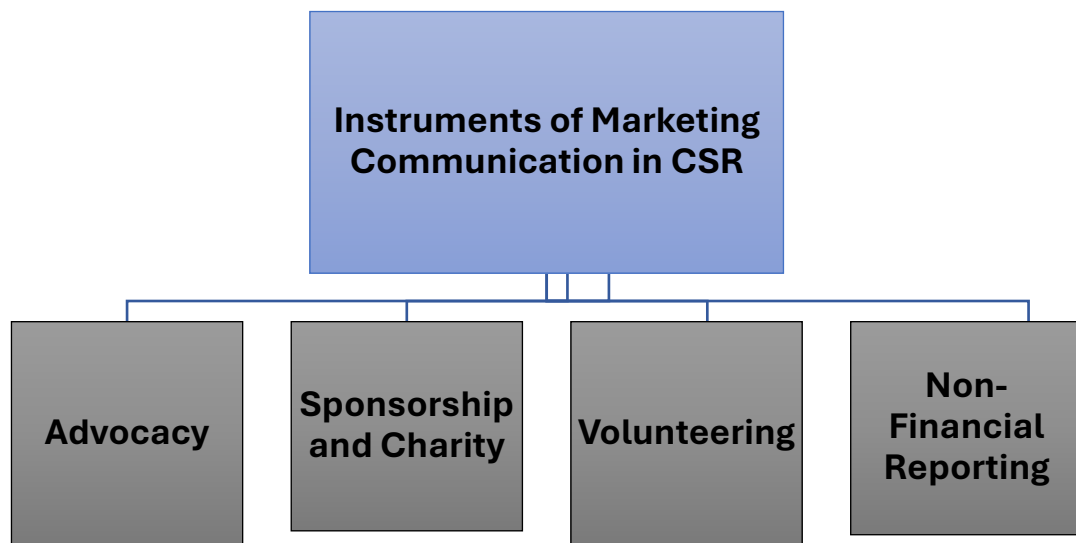 Instruments of Marketing
Communication in CSR
Advocacy
Sponsorship
and Charity
Volunteering
Non-
Financial
Reporting